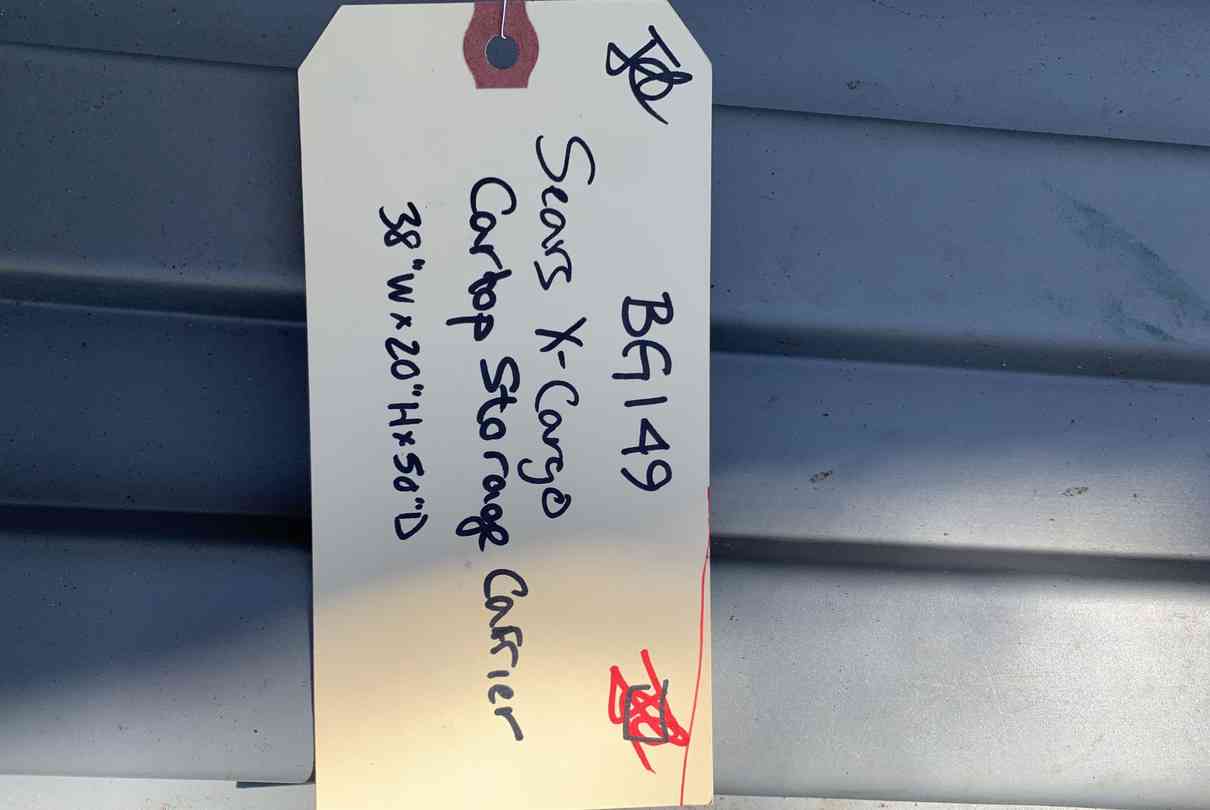 BG149
Sears X-Cargo
Cartop Storage Carrier
38"W x 20"H x 50"D